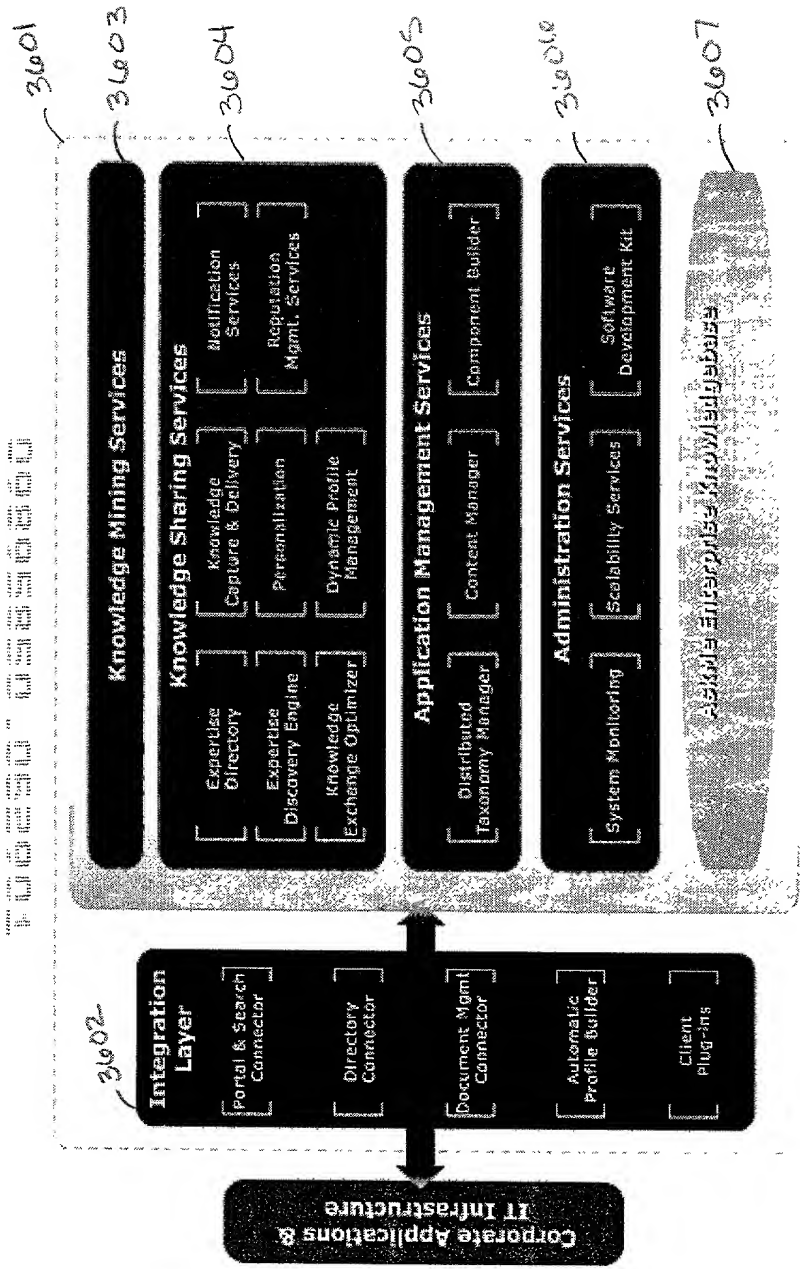 3601
3603
3604
3605
3606
3607
3602
Corporate Applications &
IT Infrastructure
Integration
Layer
Portal & Search
Connector
Directory
Connector
Document Mgmt
Connector
Automatic
Profile Builder
Client
Plug-ins
Knowledge Mining Services
Knowledge Sharing Services
Expertise
Directory
Knowledge
Capture & Delivery
Notification
Services
Expertise
Discovery Engine
Personalization
Reputation
Mgmt. Services
Knowledge
Exchange Optimizer
Dynamic Profile
Management
Application Management Services
Distributed
Taxonomy Manager
Content Manager
Component Builder
Administration Services
System Monitoring
Scalability Services
Software
Development Kit
AskMe Enterprise Knowledgebase